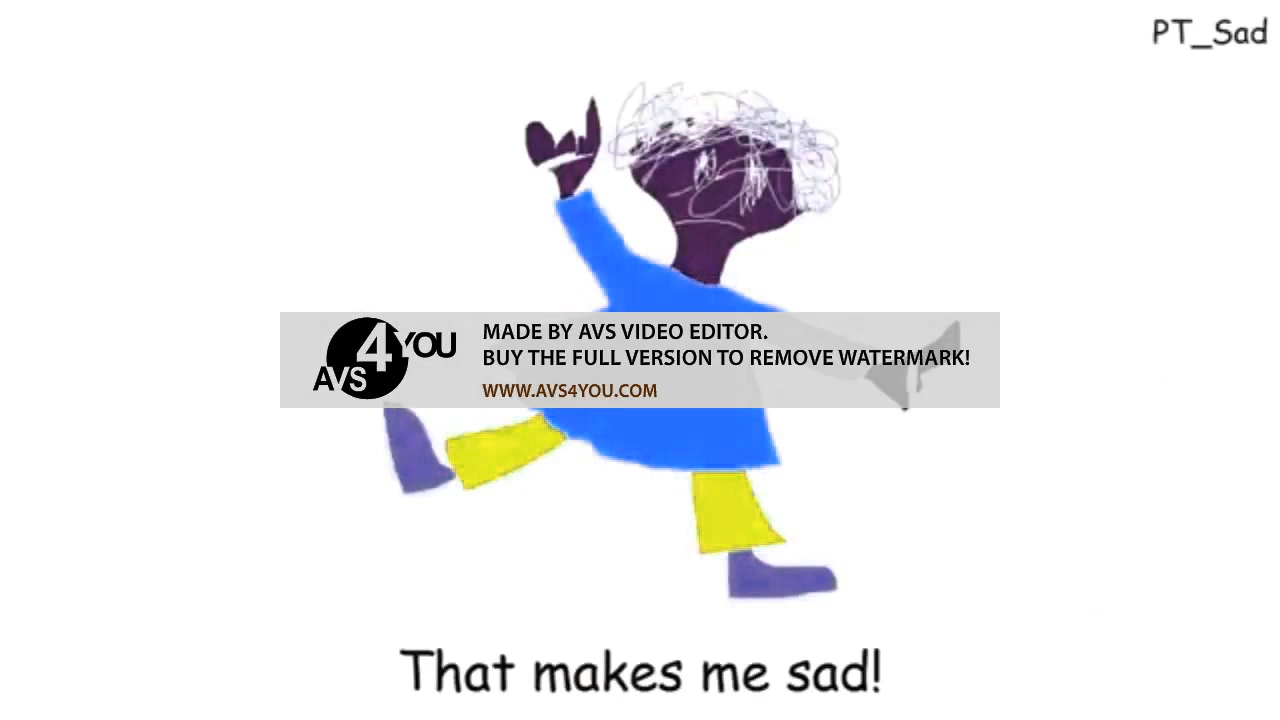 PT_Sad
AVS4YOU
MADE BY AVS VIDEO EDITOR.
BUY THE FULL VERSION TO REMOVE WATERMARK!
WWW.AVS4YOU.COM
That makes me sad!